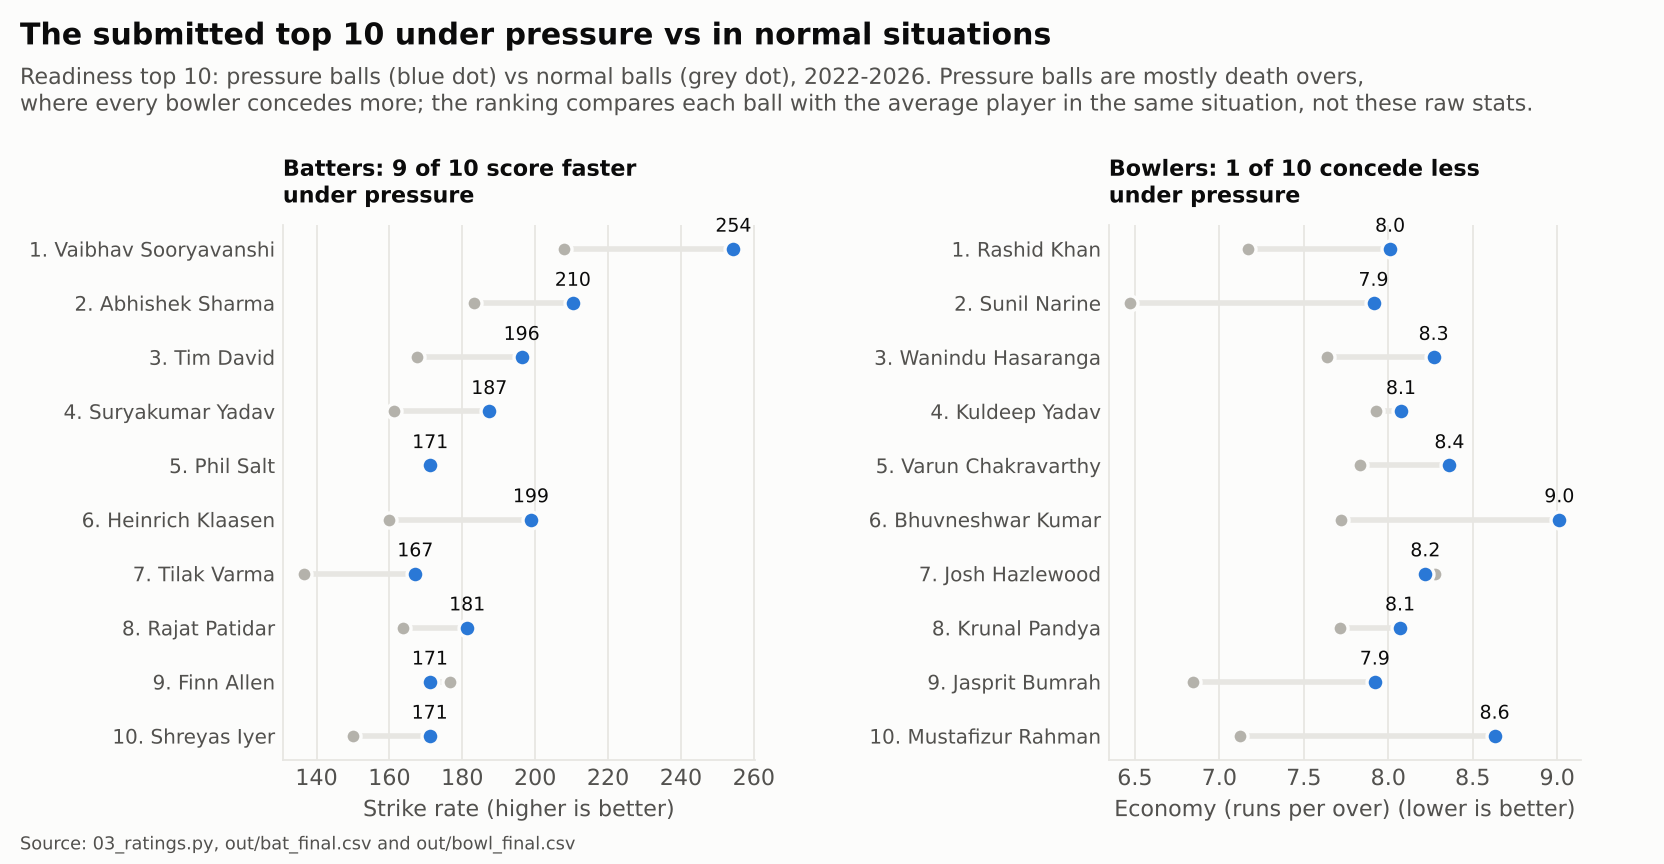 The submitted top 10 under pressure vs in normal situations
Readiness top 10: pressure balls (blue dot) vs normal balls (grey dot), 2022-2026. Pressure balls are mostly death overs,
where every bowler concedes more; the ranking compares each ball with the average player in the same situation, not these raw stats.
Batters: 9 of 10 score faster
under pressure
254
1. Vaibhav Sooryavanshi
210
2. Abhishek Sharma
196
3. Tim David
187
4. Suryakumar Yadav
171
5. Phil Salt
199
6. Heinrich Klaasen
167
7. Tilak Varma
181
8. Rajat Patidar
171
9. Finn Allen
171
10. Shreyas Iyer
140 160 180 200 220 240 260
Strike rate (higher is better)
Bowlers: 1 of 10 concede less
under pressure
8.0
1. Rashid Khan
7.9
2. Sunil Narine
8.3
3. Wanindu Hasaranga
8.1
4. Kuldeep Yadav
8.4
5. Varun Chakravarthy
9.0
6. Bhuvneshwar Kumar
8.2
7. Josh Hazlewood
8.1
8. Krunal Pandya
7.9
9. Jasprit Bumrah
8.6
10. Mustafizur Rahman
6.5 7.0 7.5 8.0 8.5 9.0
Economy (runs per over) (lower is better)
Source: 03_ratings.py, out/bat_final.csv and out/bowl_final.csv